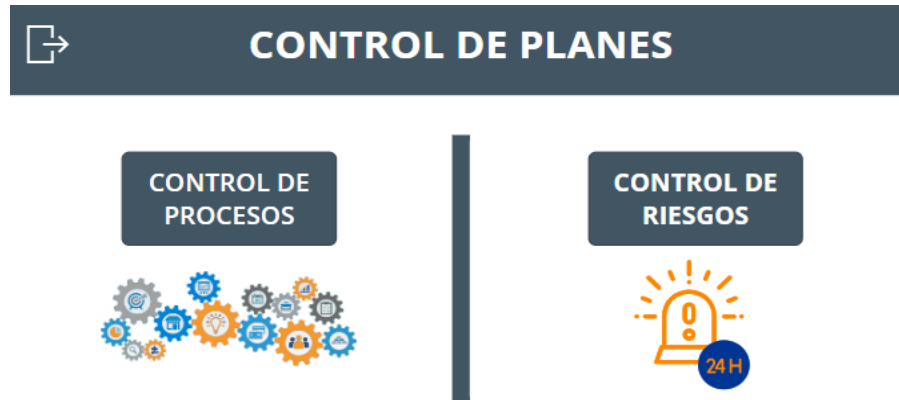 CONTROL DE PLANES
CONTROL DE
PROCESOS
CONTROL DE
RIESGOS
24 H